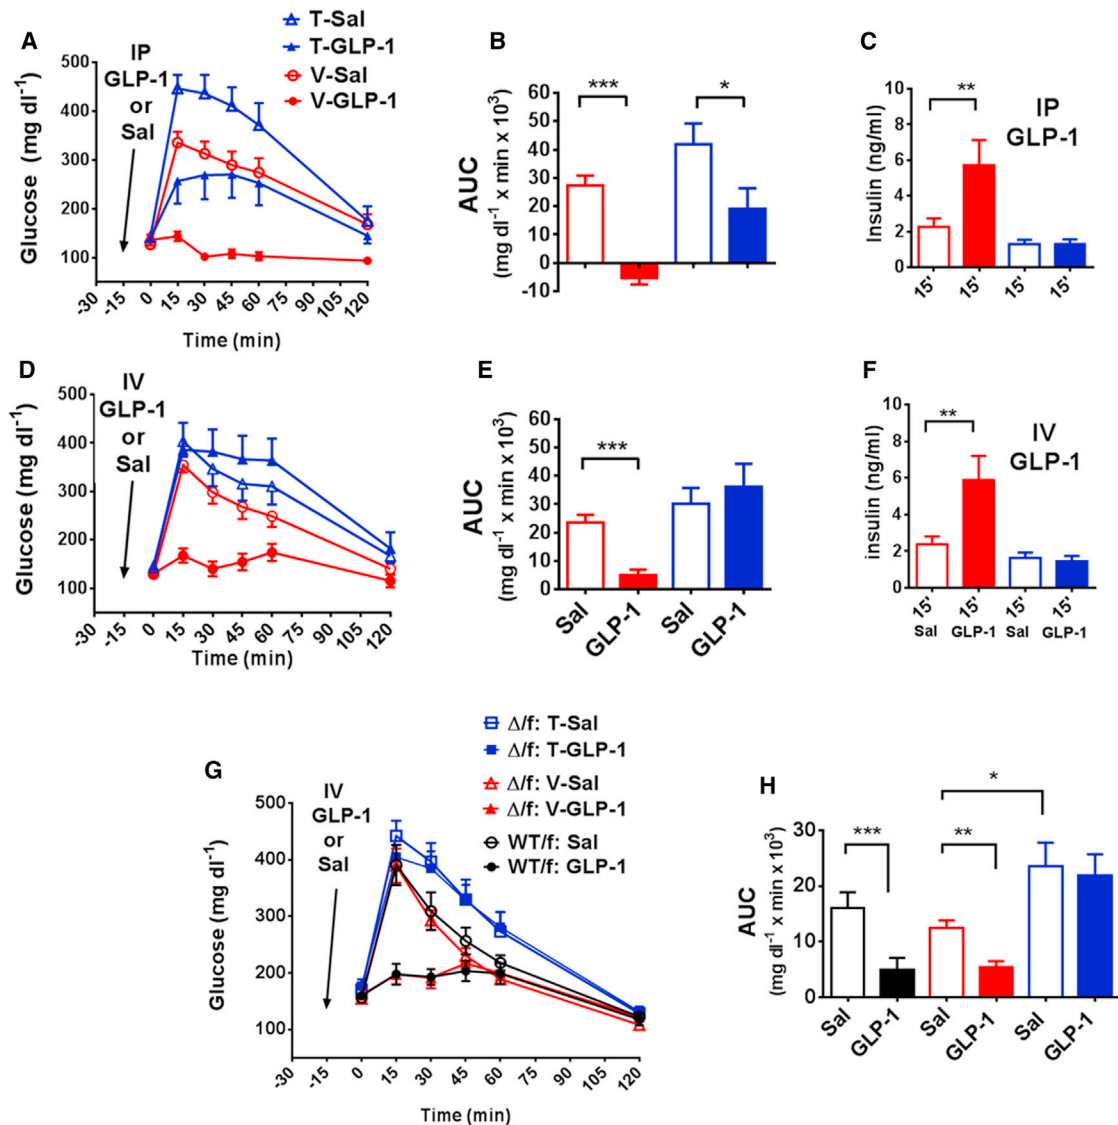 A
IP
GLP-1
or
Sal
T-Sal
T-GLP-1
V-Sal
V-GLP-1
Glucose (mg dl⁻¹)
500
400
300
200
100
-30 -15 0 15 30 45 60 75 90 105 120
Time (min)
B
AUC
(mg dl⁻¹ x min x 10³)
60
50
40
30
20
10
0
-10
***
*
C
Insulin (ng/ml)
10
8
6
4
2
0
**
IP
GLP-1
15' 15' 15' 15'
D
IV
GLP-1
or
Sal
Glucose (mg dl⁻¹)
500
400
300
200
100
-30 -15 0 15 30 45 60 75 90 105 120
Time (min)
E
AUC
(mg dl⁻¹ x min x 10³)
60
50
40
30
20
10
0
***
Sal GLP-1 Sal GLP-1
F
insulin (ng/ml)
10
8
6
4
2
0
**
IV
GLP-1
15' 15' 15' 15'
Sal GLP-1 Sal GLP-1
G
IV
GLP-1
or
Sal
Δ/f: T-Sal
Δ/f: T-GLP-1
Δ/f: V-Sal
Δ/f: V-GLP-1
WT/f: Sal
WT/f: GLP-1
Glucose (mg dl⁻¹)
500
400
300
200
100
-30 -15 0 15 30 45 60 75 90 105 120
Time (min)
H
AUC
(mg dl⁻¹ x min x 10³)
30
20
10
0
***
**
*
Sal GLP-1 Sal GLP-1 Sal GLP-1